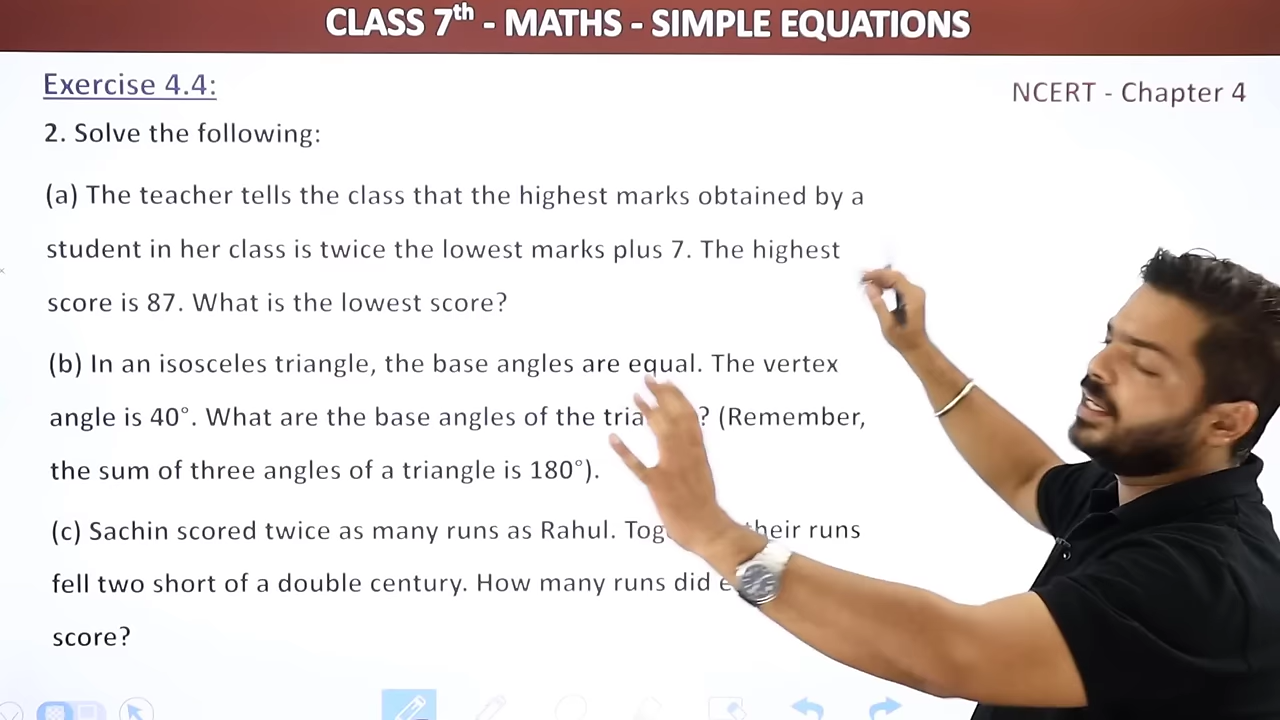 CLASS 7th - MATHS - SIMPLE EQUATIONS
Exercise 4.4:
NCERT - Chapter 4
2. Solve the following:
(a) The teacher tells the class that the highest marks obtained by a
student in her class is twice the lowest marks plus 7. The highest
score is 87. What is the lowest score?
(b) In an isosceles triangle, the base angles are equal. The vertex
angle is 40°. What are the base angles of the ? (Remember,
the sum of three angles of a triangle is 180°).
(c) Sachin scored twice as many runs as Rahul. their runs
fell two short of a double century. How many runs did
score?